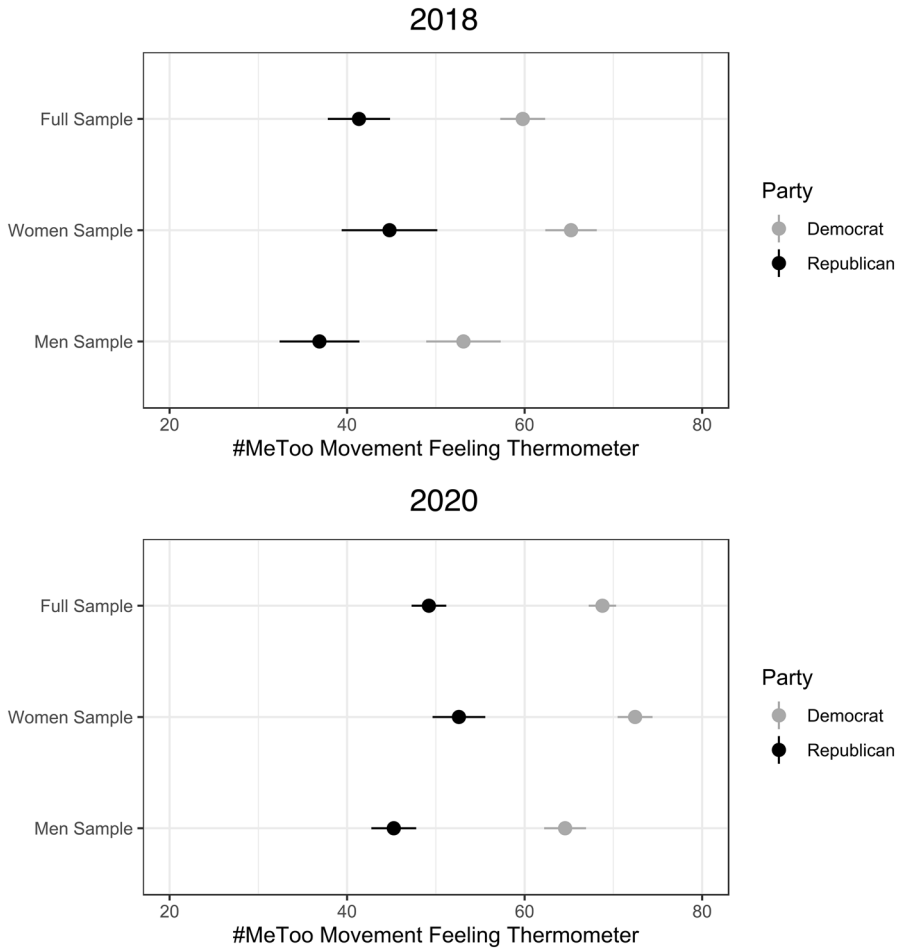 2018
Full Sample
Women Sample
Men Sample
20 40 60 80
#MeToo Movement Feeling Thermometer
Party
Democrat
Republican
2020
Full Sample
Women Sample
Men Sample
20 40 60 80
#MeToo Movement Feeling Thermometer
Party
Democrat
Republican